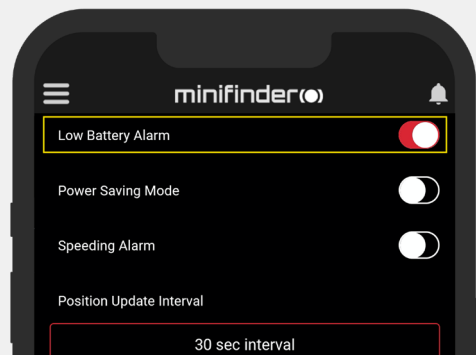 minifinder
Low Battery Alarm
Power Saving Mode
Speeding Alarm
Position Update Interval
30 sec interval